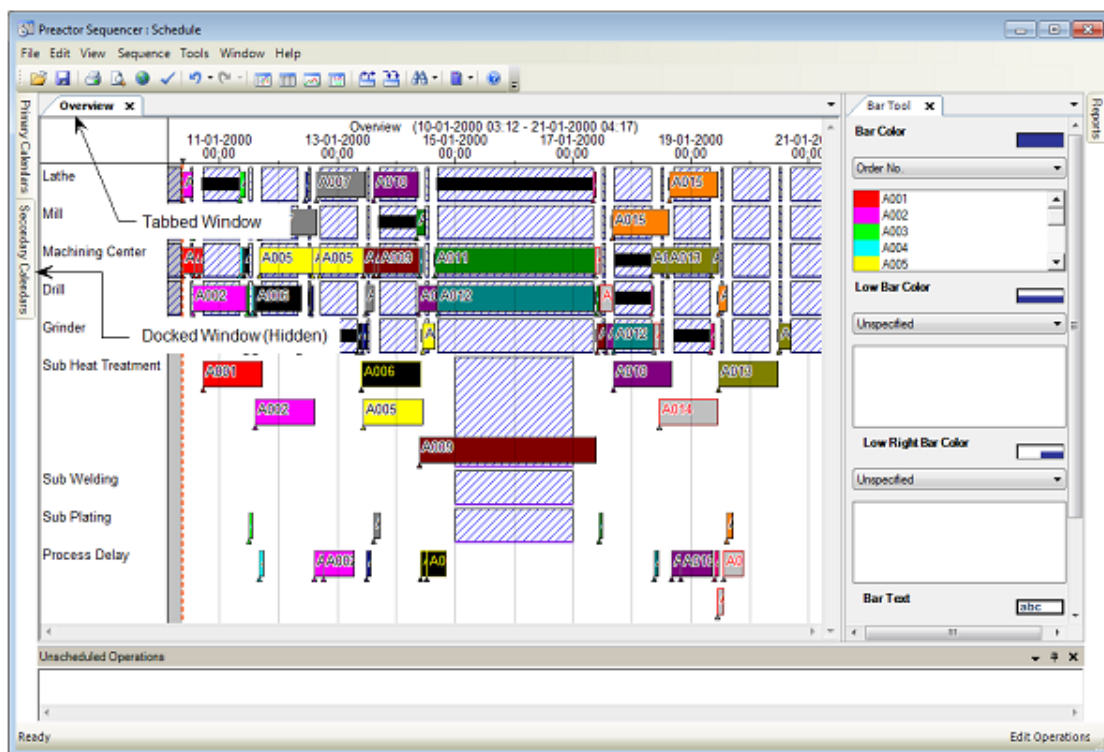 Preactor Sequencer : Schedule
File Edit View Sequence Tools Window Help
Primary Calendars
Secondary Calendars
Overview
Overview (10-01-2000 03:12 - 21-01-2000 04:17)
11-01-2000 13-01-2000 15-01-2000 17-01-2000 19-01-2000
00:00 00:00 00:00 00:00 00:00
Lathe
A007 A010 A015
Mill
A015
Tabbed Window
Machining Center
A005 A005 A009 A011 A013
Drill
A002 A006 A012
Grinder
A012
Docked Window (Hidden)
Sub Heat Treatment
A001 A006 A010 A013
A002 A005 A014
A009
Sub Welding
Sub Plating
Process Delay
Bar Tool
Reports
Bar Color
Order No.
A001
A002
A003
A004
A005
Low Bar Color
Unspecified
Low Right Bar Color
Unspecified
Bar Text
abc
Unscheduled Operations
Ready
Edit Operations